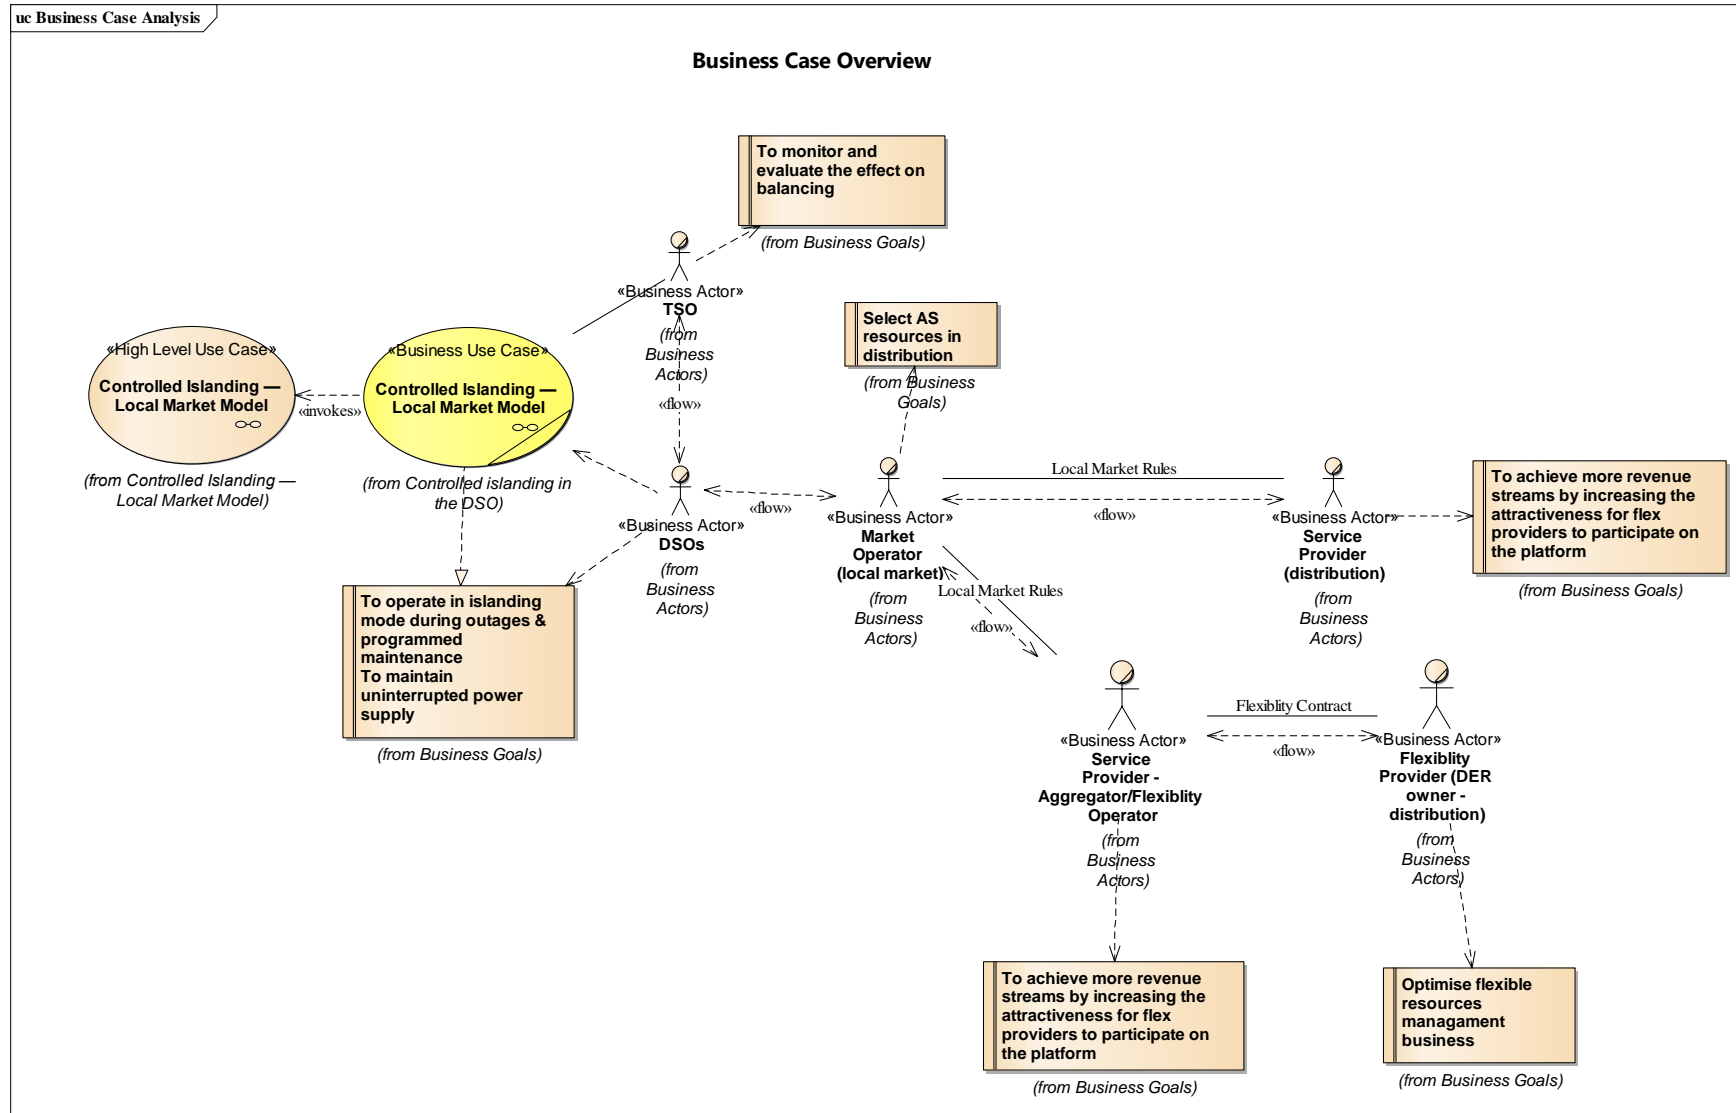 uc Business Case Analysis
Business Case Overview
To monitor and
evaluate the effect on
balancing
(from Business Goals)
«Business Actor»
TSO
(from
Business
Actors)
«flow»
Select AS
resources in
distribution
(from Business
Goals)
«High Level Use Case»
Controlled Islanding —
Local Market Model
(from Controlled Islanding —
Local Market Model)
«invokes»
«Business Use Case»
Controlled Islanding —
Local Market Model
(from Controlled islanding in
the DSO)
«Business Actor»
DSOs
(from
Business
Actors)
«flow»
«Business Actor»
Market
Operator
(local market)
(from
Business
Actors)
Local Market Rules
«flow»
«Business Actor»
Service
Provider
(distribution)
(from
Business
Actors)
To achieve more revenue
streams by increasing the
attractiveness for flex
providers to participate on
the platform
(from Business Goals)
To operate in islanding
mode during outages &
programmed
maintenance
To maintain
uninterrupted power
supply
(from Business Goals)
Local Market Rules
«flow»
«Business Actor»
Service
Provider -
Aggregator/Flexiblity
Operator
(from
Business
Actors)
Flexiblity Contract
«flow»
«Business Actor»
Flexiblity
Provider (DER
owner -
distribution)
(from
Business
Actors)
To achieve more revenue
streams by increasing the
attractiveness for flex
providers to participate on
the platform
(from Business Goals)
Optimise flexible
resources
managament
business
(from Business Goals)